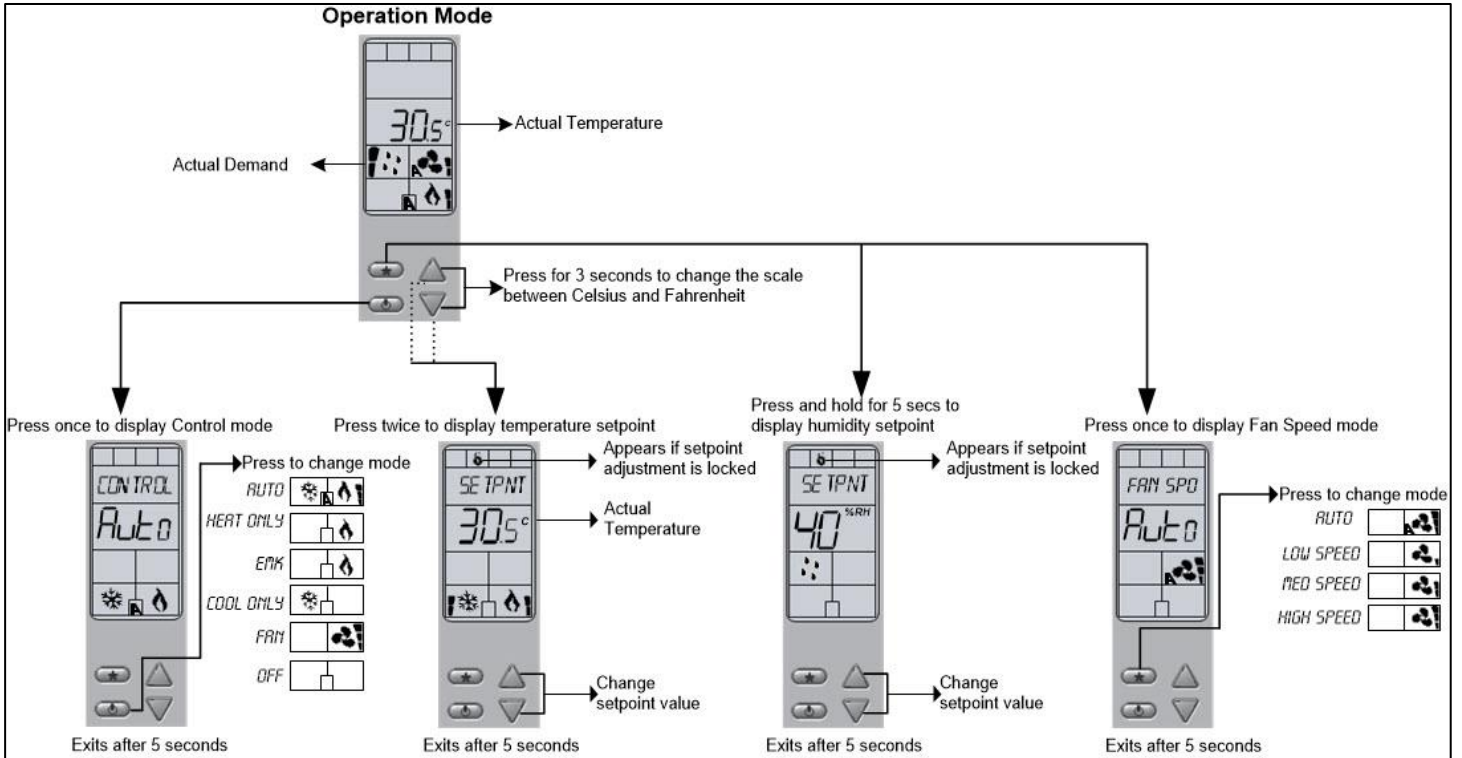 Operation Mode
30.5°C
Actual Temperature
Actual Demand
A
A
Press for 3 seconds to change the scale
between Celsius and Fahrenheit
Press once to display Control mode
CONTROL
Auto
A
Press to change mode
AUTO
A
HEAT ONLY
EMR
COOL ONLY
FAN
OFF
Exits after 5 seconds
Press twice to display temperature setpoint
Appears if setpoint
adjustment is locked
SETPNT
30.5°
Actual
Temperature
Change
setpoint value
Exits after 5 seconds
Press and hold for 5 secs to
display humidity setpoint
Appears if setpoint
adjustment is locked
SETPNT
40 %RH
Change
setpoint value
Exits after 5 seconds
Press once to display Fan Speed mode
FAN SPD
Auto
A
Press to change mode
AUTO
A
LOW SPEED
MED SPEED
HIGH SPEED
Exits after 5 seconds